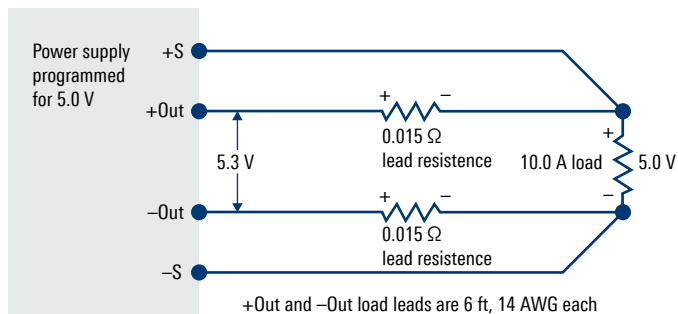 Power supply
programmed
for 5.0 V
+S
+Out
+ –
0.015 Ω
lead resistence
5.3 V
10.0 A load
+
5.0 V
–
–Out
+ –
0.015 Ω
lead resistence
–S
+Out and –Out load leads are 6 ft, 14 AWG each